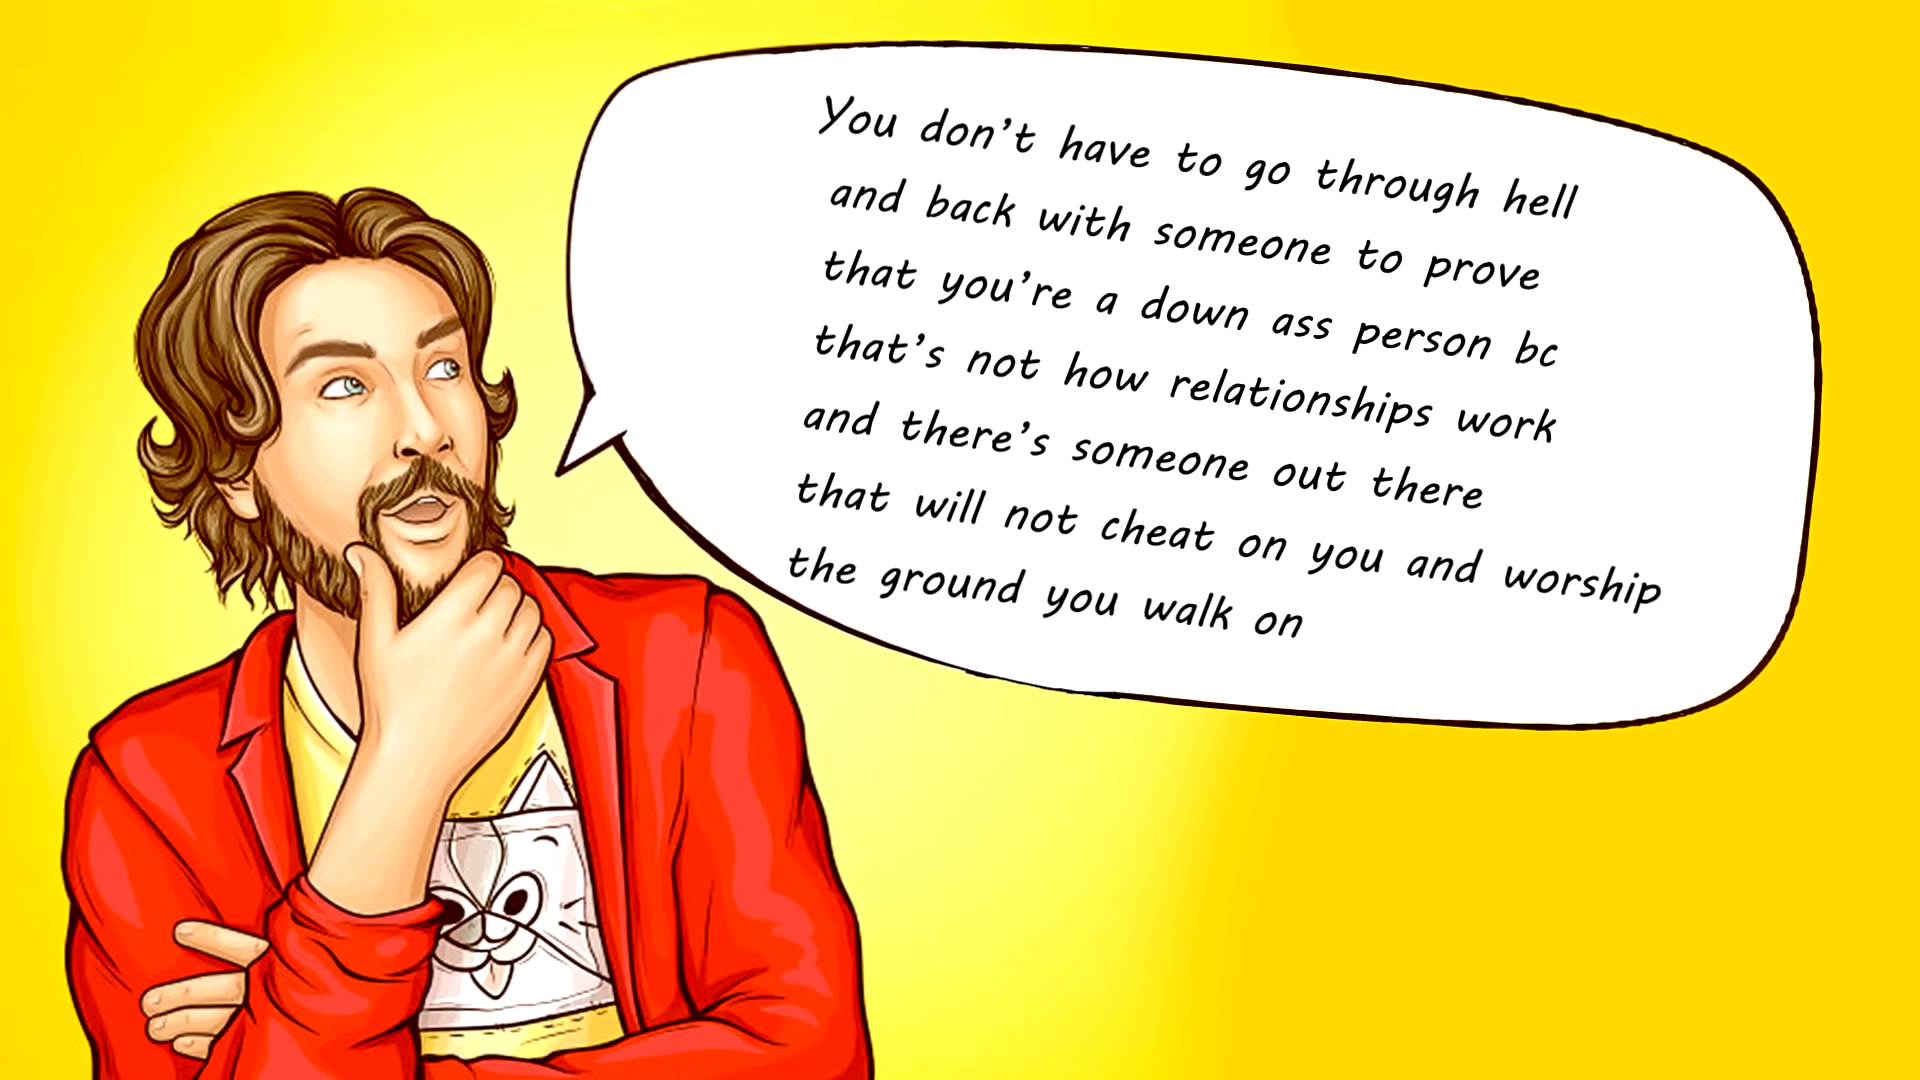 You don’t have to go through hell
and back with someone to prove
that you’re a down ass person bc
that’s not how relationships work
and there’s someone out there
that will not cheat on you and worship
the ground you walk on